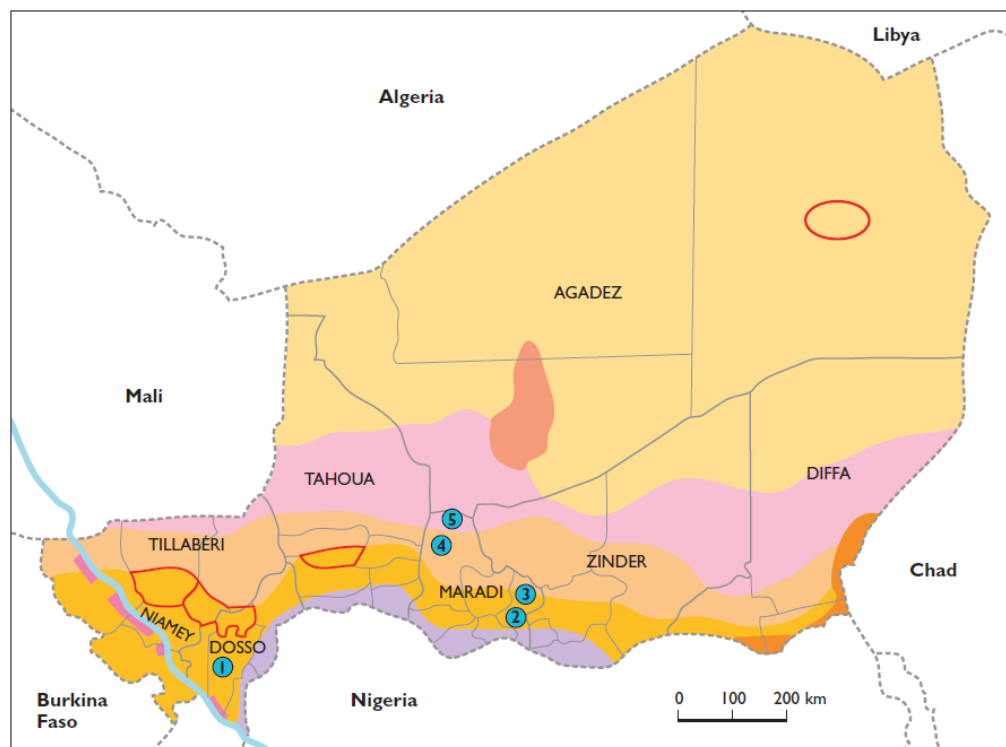 Libya
Algeria
AGADEZ
Mali
DIFFA
TAHOUA
5
4
TILLABÉRI
ZINDER
Chad
MARADI
3
2
NIAMEY
DOSSO
1
Burkina
Faso
Nigeria
0 100 200 km